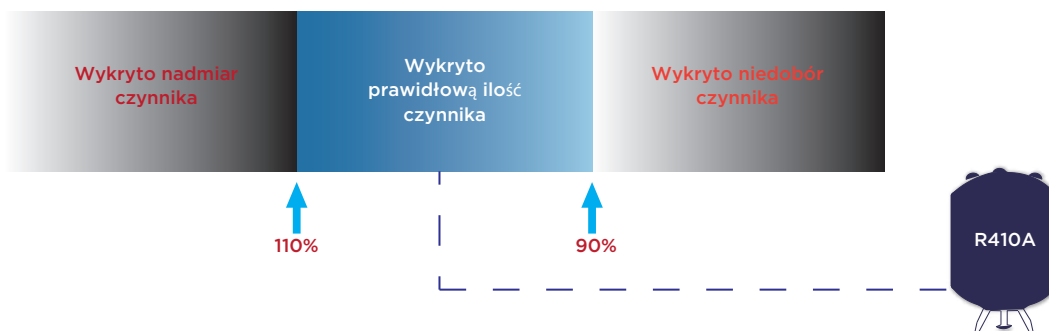 Wykryto nadmiar
czynnika
Wykryto
prawidłową ilość
czynnika
Wykryto niedobór
czynnika
110%
90%
R410A